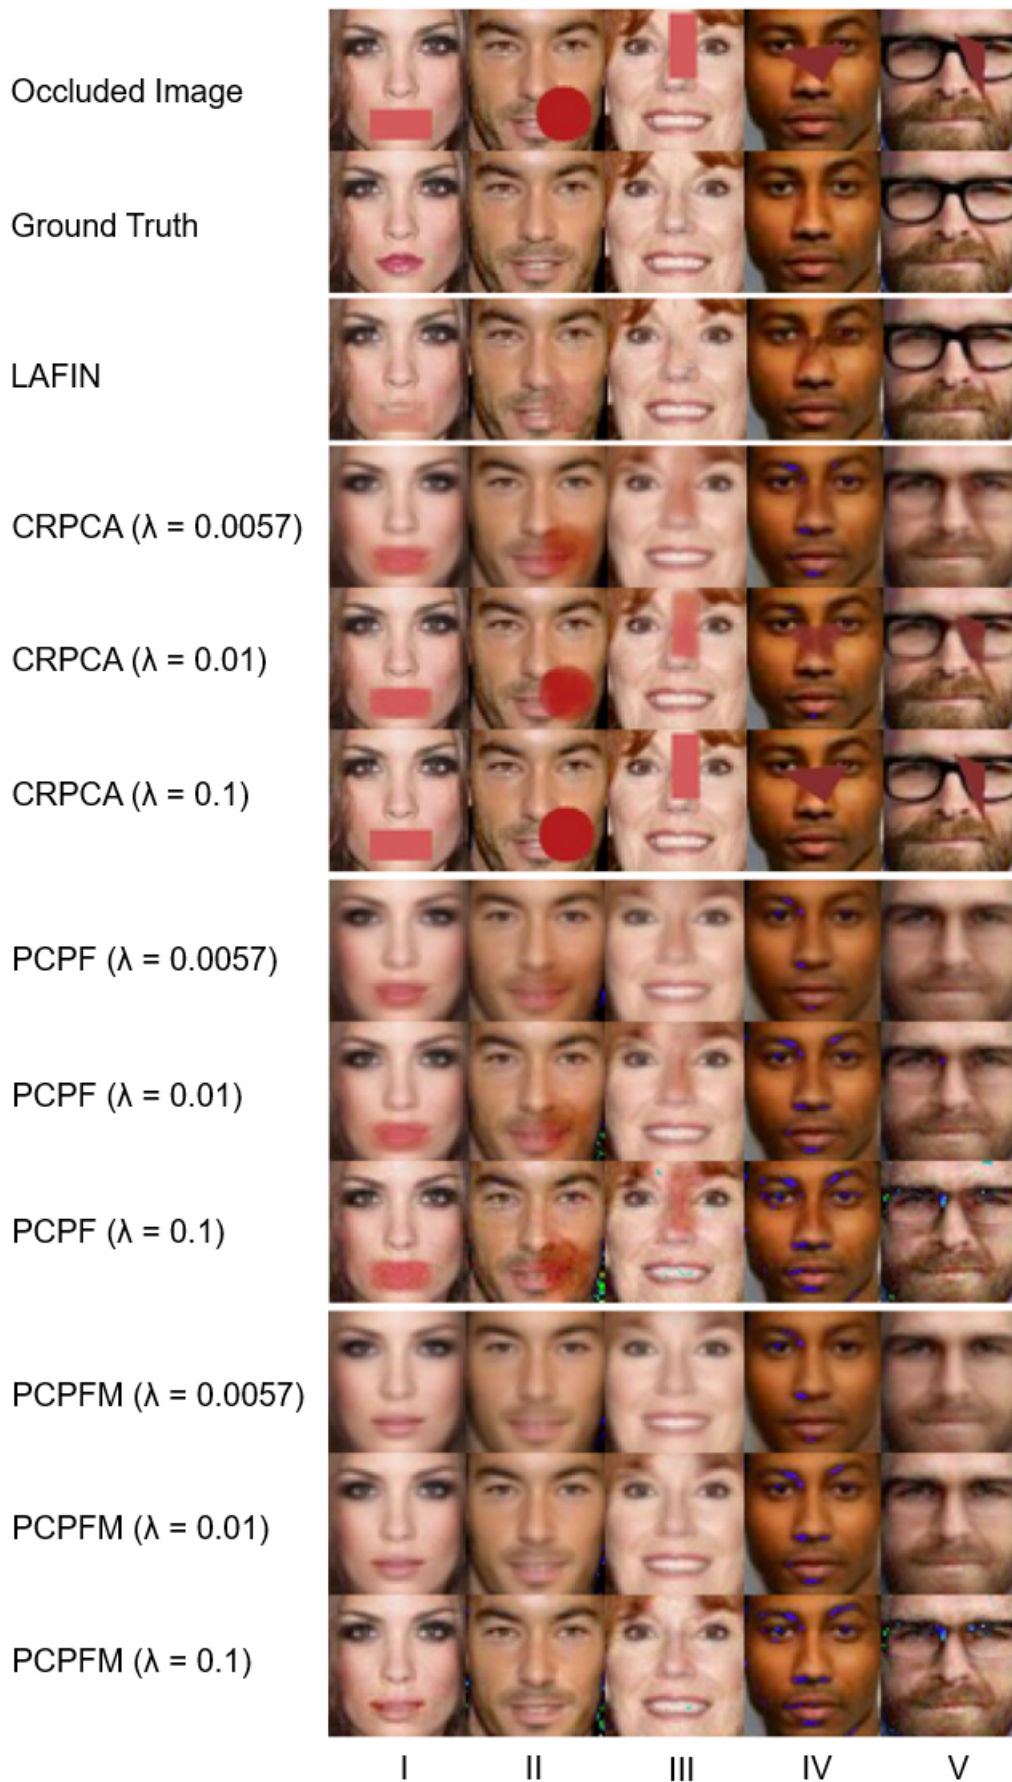 Occluded Image
Ground Truth
LAFIN
CRPCA (λ = 0.0057)
CRPCA (λ = 0.01)
CRPCA (λ = 0.1)
PCPF (λ = 0.0057)
PCPF (λ = 0.01)
PCPF (λ = 0.1)
PCPFM (λ = 0.0057)
PCPFM (λ = 0.01)
PCPFM (λ = 0.1)
I II III IV V